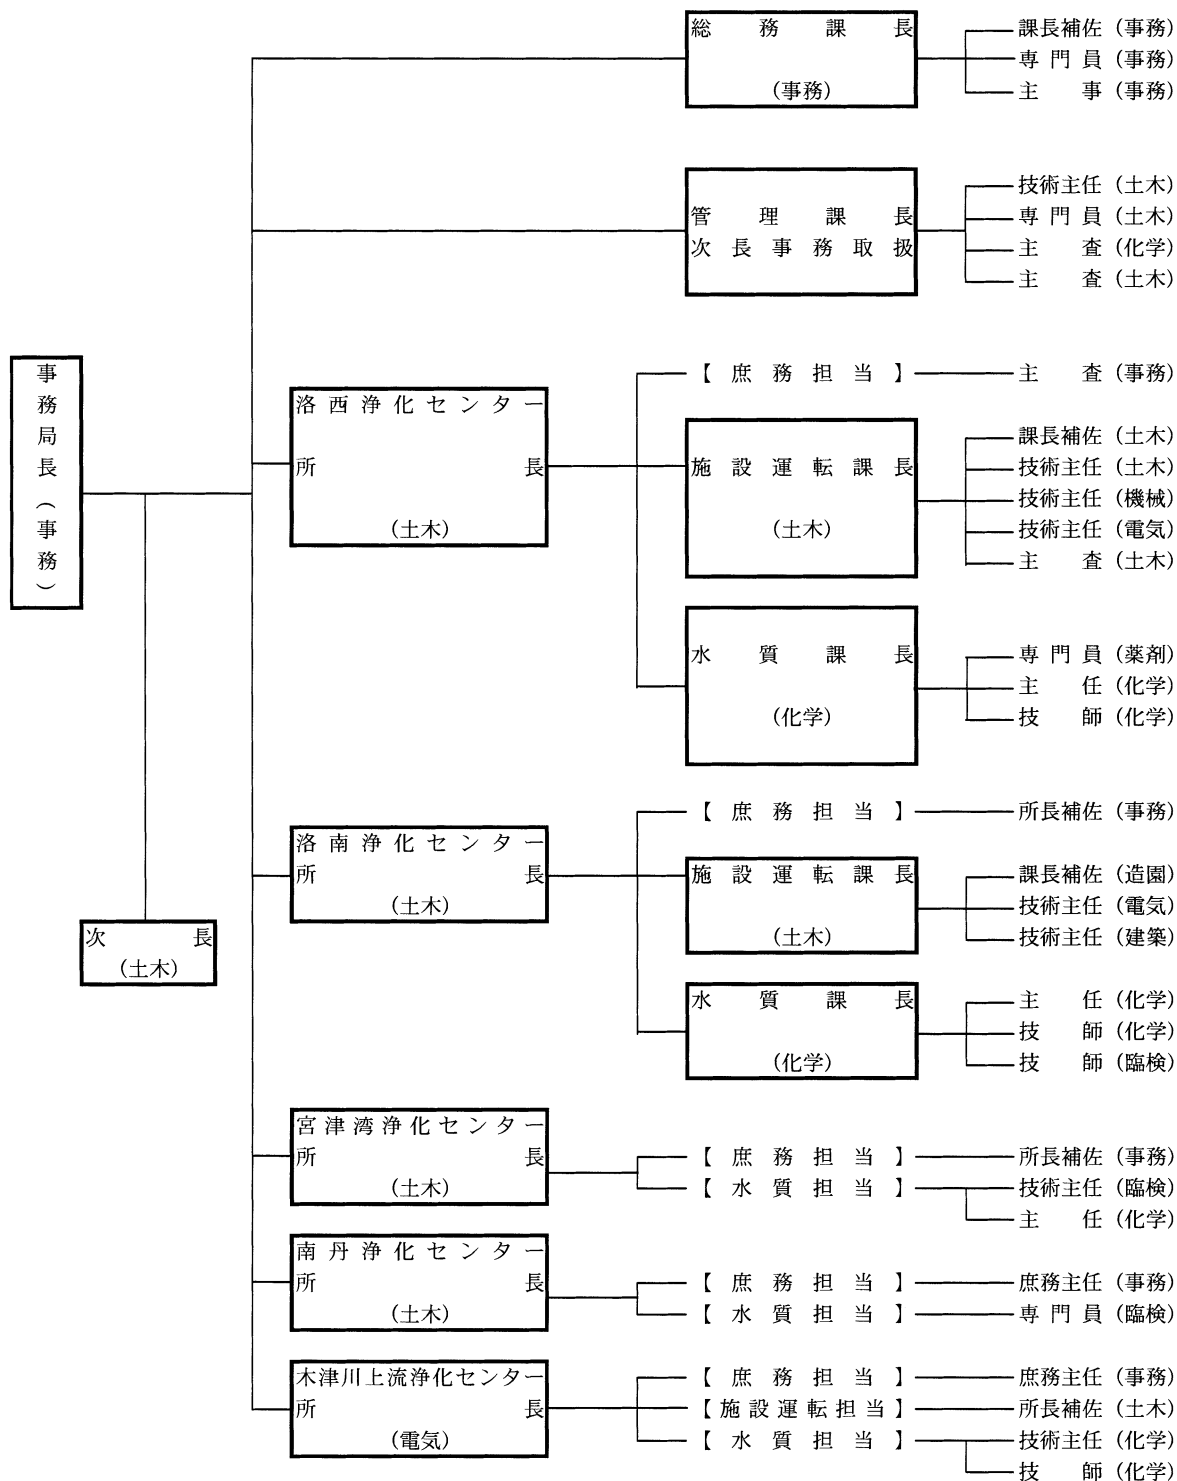 事務局長（事務）
次長
（土木）
総務課長
（事務）
課長補佐（事務）
専門員（事務）
主事（事務）
管理課長
次長事務取扱
技術主任（土木）
専門員（土木）
主査（化学）
主査（土木）
洛西浄化センター
所長
（土木）
【庶務担当】
主査（事務）
施設運転課長
（土木）
課長補佐（土木）
技術主任（土木）
技術主任（機械）
技術主任（電気）
主査（土木）
水質課長
（化学）
専門員（薬剤）
主任（化学）
技師（化学）
洛南浄化センター
所長
（土木）
【庶務担当】
所長補佐（事務）
施設運転課長
（土木）
課長補佐（造園）
技術主任（電気）
技術主任（建築）
水質課長
（化学）
主任（化学）
技師（化学）
技師（臨検）
宮津湾浄化センター
所長
（土木）
【庶務担当】
所長補佐（事務）
【水質担当】
技術主任（臨検）
主任（化学）
南丹浄化センター
所長
（土木）
【庶務担当】
庶務主任（事務）
【水質担当】
専門員（臨検）
木津川上流浄化センター
所長
（電気）
【庶務担当】
庶務主任（事務）
【施設運転担当】
所長補佐（土木）
【水質担当】
技術主任（化学）
技師（化学）